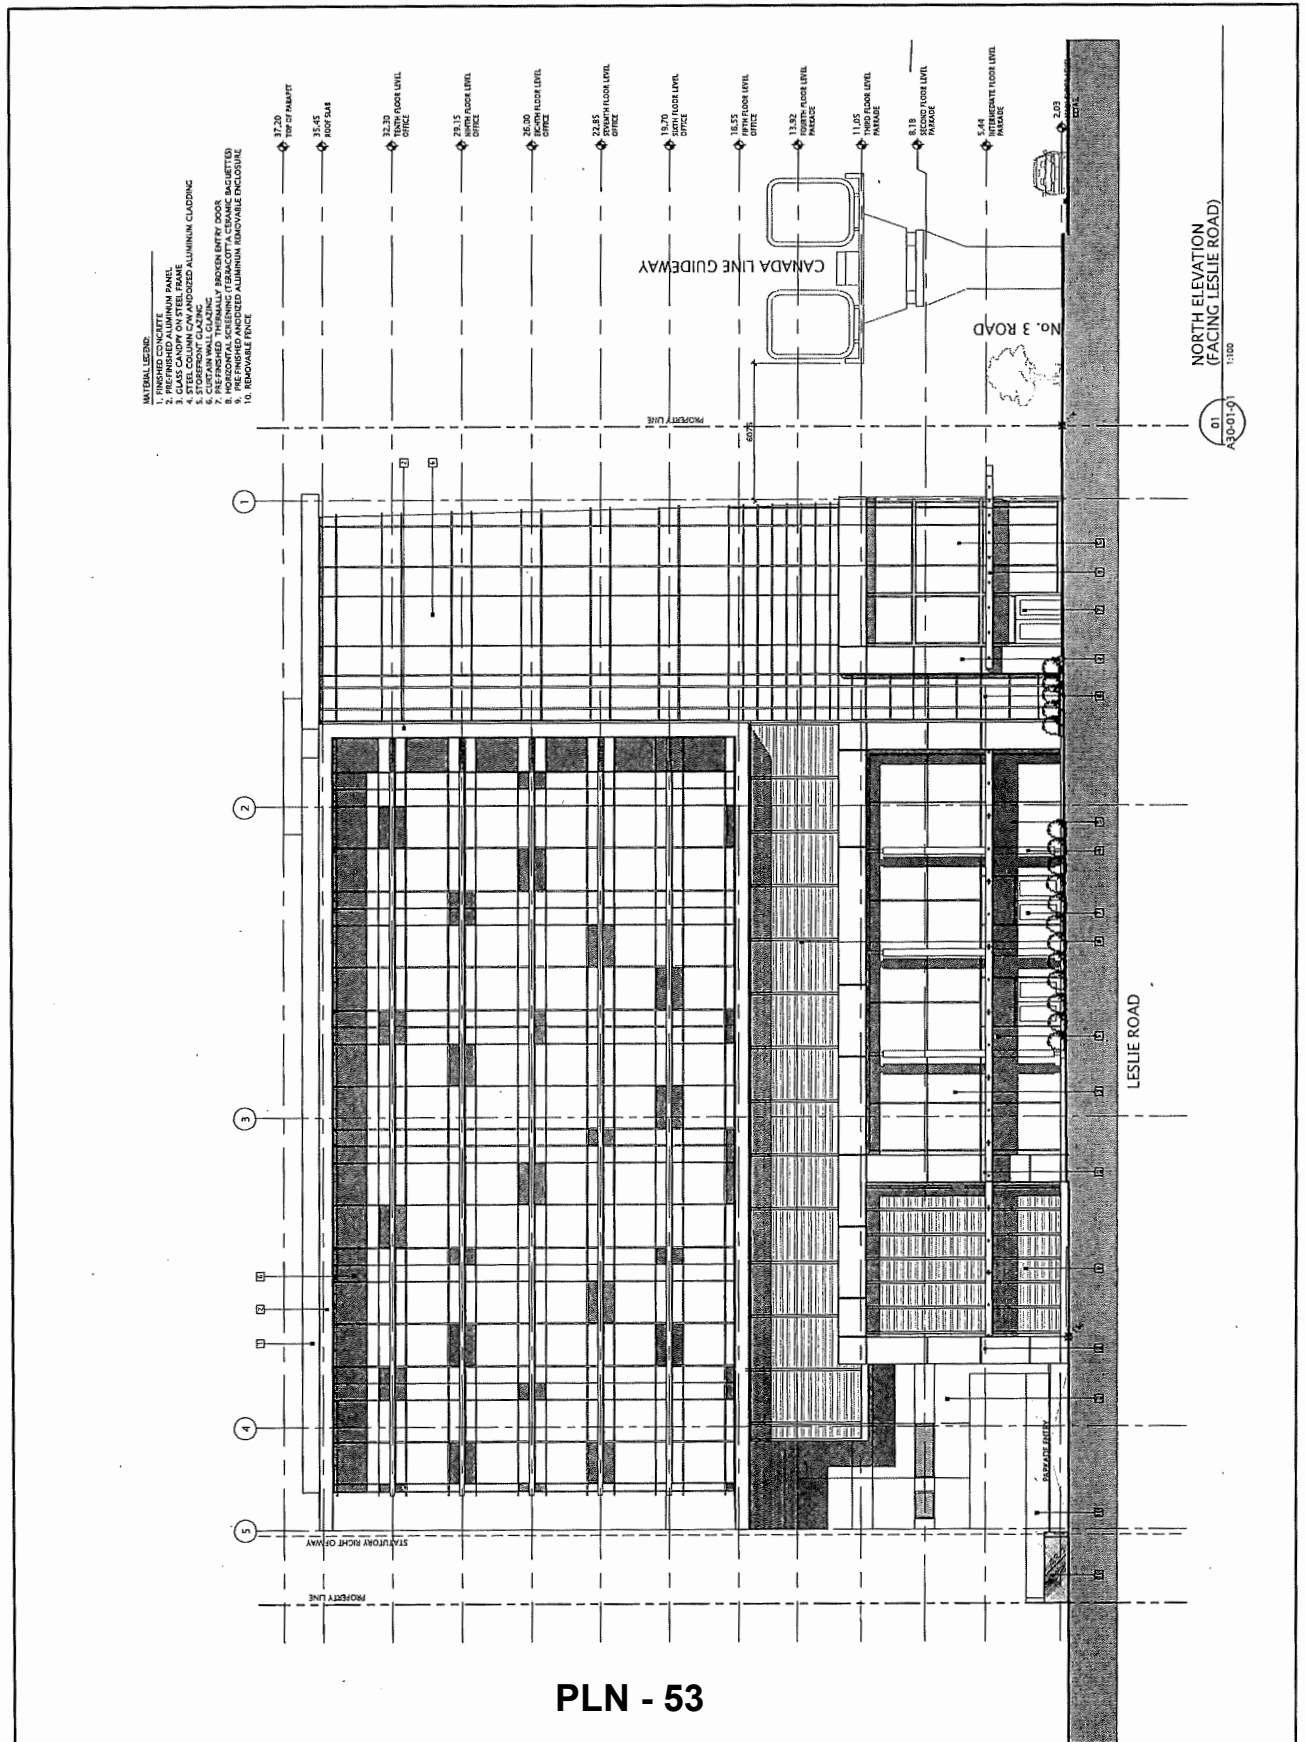 MATERIAL LEGEND:
1. FINISHED CONCRETE
2. PRE-FINISHED ALUMINUM PANEL
3. GLASS CANOPY ON STEEL FRAME
4. STEEL COLUMN C/W ANODIZED ALUMINUM CLADDING
5. STOREFRONT GLAZING
6. CURTAIN WALL GLAZING
7. PRE-FINISHED THERMALLY BROKEN ENTRY DOOR
8. HORIZONTAL SCREENING (TERRACOTTA CERAMIC BAGUETTES)
9. PRE-FINISHED ANODIZED ALUMINUM REMOVABLE ENCLOSURE
10. REMOVABLE FENCE
37.20
TOP OF PARAPET
35.45
ROOF SLAB
32.30
TENTH FLOOR LEVEL
OFFICE
29.15
NINTH FLOOR LEVEL
OFFICE
26.00
EIGHTH FLOOR LEVEL
OFFICE
22.85
SEVENTH FLOOR LEVEL
OFFICE
19.70
SIXTH FLOOR LEVEL
OFFICE
16.55
FIFTH FLOOR LEVEL
OFFICE
13.92
FOURTH FLOOR LEVEL
PARKADE
11.05
THIRD FLOOR LEVEL
PARKADE
8.18
SECOND FLOOR LEVEL
PARKADE
5.44
INTERMEDIATE FLOOR LEVEL
PARKADE
2.03
RETAIL
CANADA LINE GUIDEWAY
No. 3 ROAD
PROPERTY LINE
6075
1
2
3
4
5
STATUTORY RIGHT OF WAY
PROPERTY LINE
PARKADE ENTRY
LESLIE ROAD
01
A30-01-01
NORTH ELEVATION
(FACING LESLIE ROAD)
1:100
PLN - 53